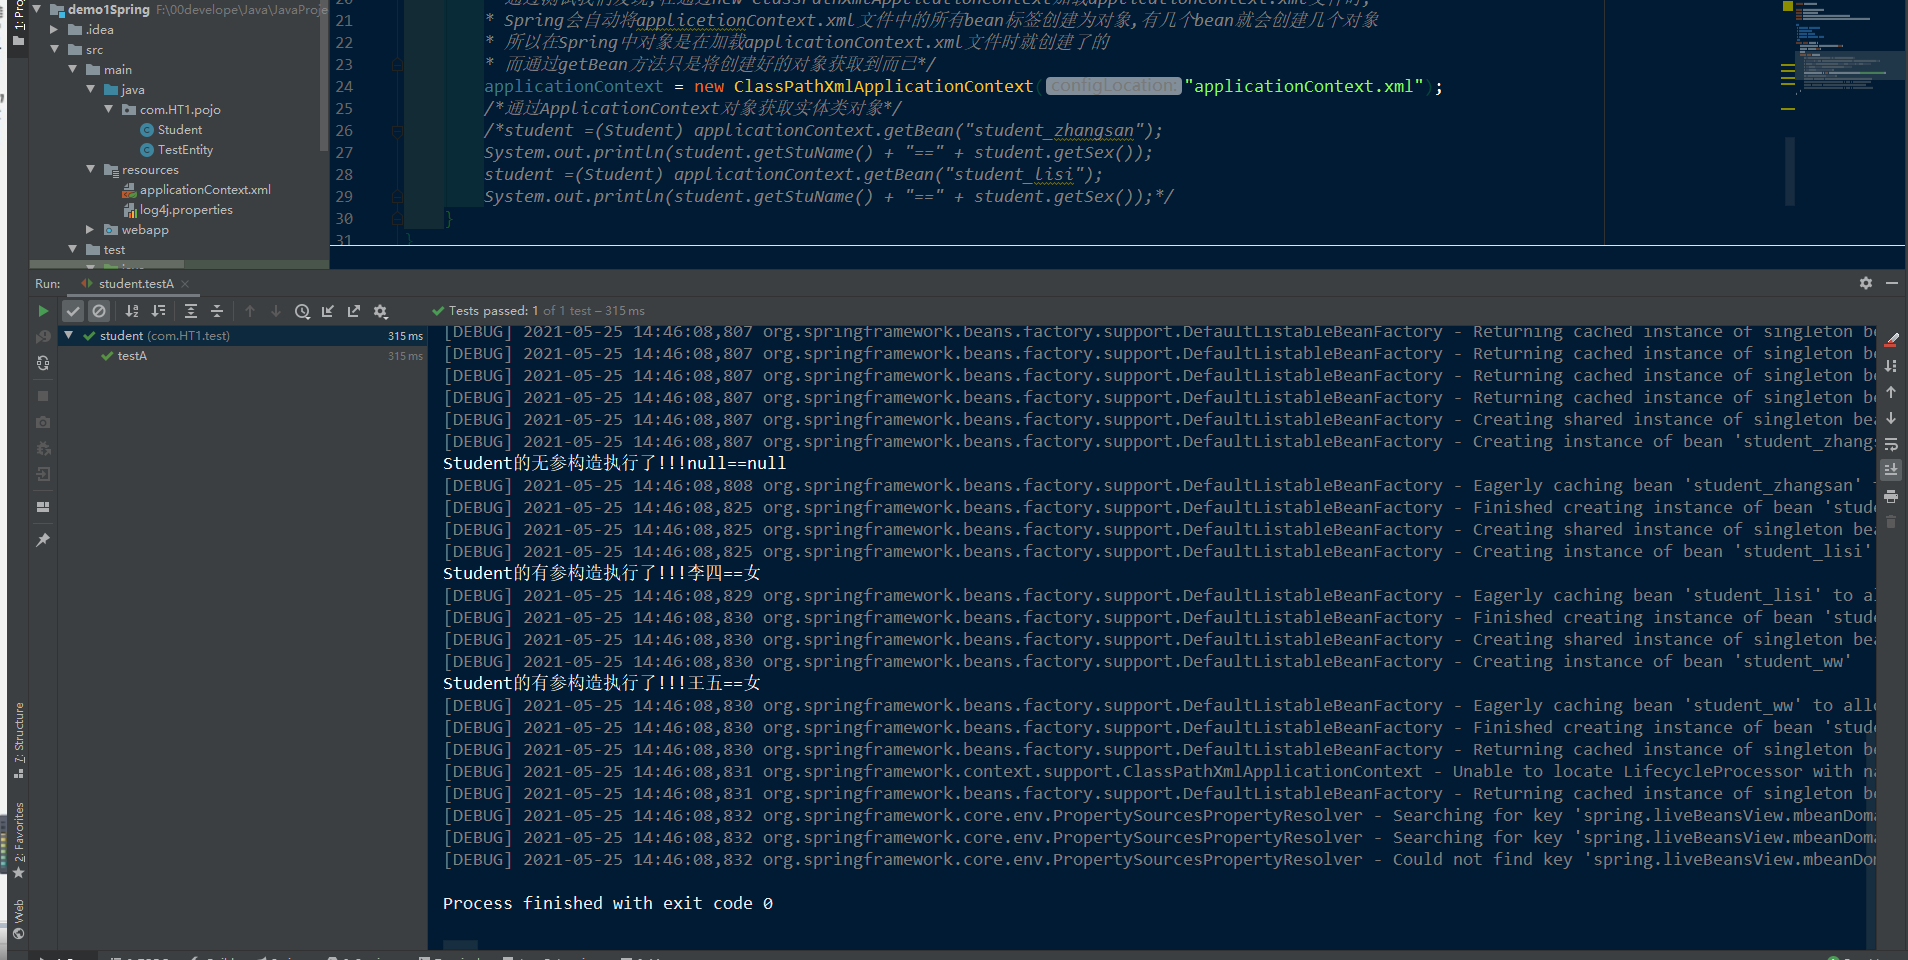 demo1Spring F:\00develope\Java\JavaProje
.idea
src
main
java
com.HT1.pojo
Student
TestEntity
resources
applicationContext.xml
log4j.properties
webapp
test
21 * Spring会自动将applicetionContext.xml文件中的所有bean标签创建为对象,有几个bean就会创建几个对象
22 * 所以在Spring中对象是在加载applicationContext.xml文件时就创建了的
23 * 而通过getBean方法只是将创建好的对象获取到而已*/
24 applicationContext = new ClassPathXmlApplicationContext( configLocation: "applicationContext.xml");
25 /*通过ApplicationContext对象获取实体类对象*/
26 /*student =(Student) applicationContext.getBean("student_zhangsan");
27 System.out.println(student.getStuName() + "==" + student.getSex());
28 student =(Student) applicationContext.getBean("student_lisi");
29 System.out.println(student.getStuName() + "==" + student.getSex());*/
30 }
31 }
Run: student.testA
Tests passed: 1 of 1 test – 315 ms
student (com.HT1.test) 315 ms
testA 315 ms
[DEBUG] 2021-05-25 14:46:08,807 org.springframework.beans.factory.support.DefaultListableBeanFactory - Returning cached instance of singleton be
[DEBUG] 2021-05-25 14:46:08,807 org.springframework.beans.factory.support.DefaultListableBeanFactory - Returning cached instance of singleton be
[DEBUG] 2021-05-25 14:46:08,807 org.springframework.beans.factory.support.DefaultListableBeanFactory - Returning cached instance of singleton be
[DEBUG] 2021-05-25 14:46:08,807 org.springframework.beans.factory.support.DefaultListableBeanFactory - Returning cached instance of singleton be
[DEBUG] 2021-05-25 14:46:08,807 org.springframework.beans.factory.support.DefaultListableBeanFactory - Creating shared instance of singleton bea
[DEBUG] 2021-05-25 14:46:08,807 org.springframework.beans.factory.support.DefaultListableBeanFactory - Creating instance of bean 'student_zhangs
Student的无参构造执行了!!!null==null
[DEBUG] 2021-05-25 14:46:08,808 org.springframework.beans.factory.support.DefaultListableBeanFactory - Eagerly caching bean 'student_zhangsan'
[DEBUG] 2021-05-25 14:46:08,825 org.springframework.beans.factory.support.DefaultListableBeanFactory - Finished creating instance of bean 'stud
[DEBUG] 2021-05-25 14:46:08,825 org.springframework.beans.factory.support.DefaultListableBeanFactory - Creating shared instance of singleton bea
[DEBUG] 2021-05-25 14:46:08,825 org.springframework.beans.factory.support.DefaultListableBeanFactory - Creating instance of bean 'student_lisi'
Student的有参构造执行了!!!李四==女
[DEBUG] 2021-05-25 14:46:08,829 org.springframework.beans.factory.support.DefaultListableBeanFactory - Eagerly caching bean 'student_lisi' to al
[DEBUG] 2021-05-25 14:46:08,830 org.springframework.beans.factory.support.DefaultListableBeanFactory - Finished creating instance of bean 'stud
[DEBUG] 2021-05-25 14:46:08,830 org.springframework.beans.factory.support.DefaultListableBeanFactory - Creating shared instance of singleton bea
[DEBUG] 2021-05-25 14:46:08,830 org.springframework.beans.factory.support.DefaultListableBeanFactory - Creating instance of bean 'student_ww'
Student的有参构造执行了!!!王五==女
[DEBUG] 2021-05-25 14:46:08,830 org.springframework.beans.factory.support.DefaultListableBeanFactory - Eagerly caching bean 'student_ww' to allo
[DEBUG] 2021-05-25 14:46:08,830 org.springframework.beans.factory.support.DefaultListableBeanFactory - Finished creating instance of bean 'stud
[DEBUG] 2021-05-25 14:46:08,830 org.springframework.beans.factory.support.DefaultListableBeanFactory - Returning cached instance of singleton be
[DEBUG] 2021-05-25 14:46:08,831 org.springframework.context.support.ClassPathXmlApplicationContext - Unable to locate LifecycleProcessor with na
[DEBUG] 2021-05-25 14:46:08,831 org.springframework.beans.factory.support.DefaultListableBeanFactory - Returning cached instance of singleton be
[DEBUG] 2021-05-25 14:46:08,832 org.springframework.core.env.PropertySourcesPropertyResolver - Searching for key 'spring.liveBeansView.mbeanDoma
[DEBUG] 2021-05-25 14:46:08,832 org.springframework.core.env.PropertySourcesPropertyResolver - Searching for key 'spring.liveBeansView.mbeanDoma
[DEBUG] 2021-05-25 14:46:08,832 org.springframework.core.env.PropertySourcesPropertyResolver - Could not find key 'spring.liveBeansView.mbeanDom
Process finished with exit code 0
7: Structure
2: Favorites
Web